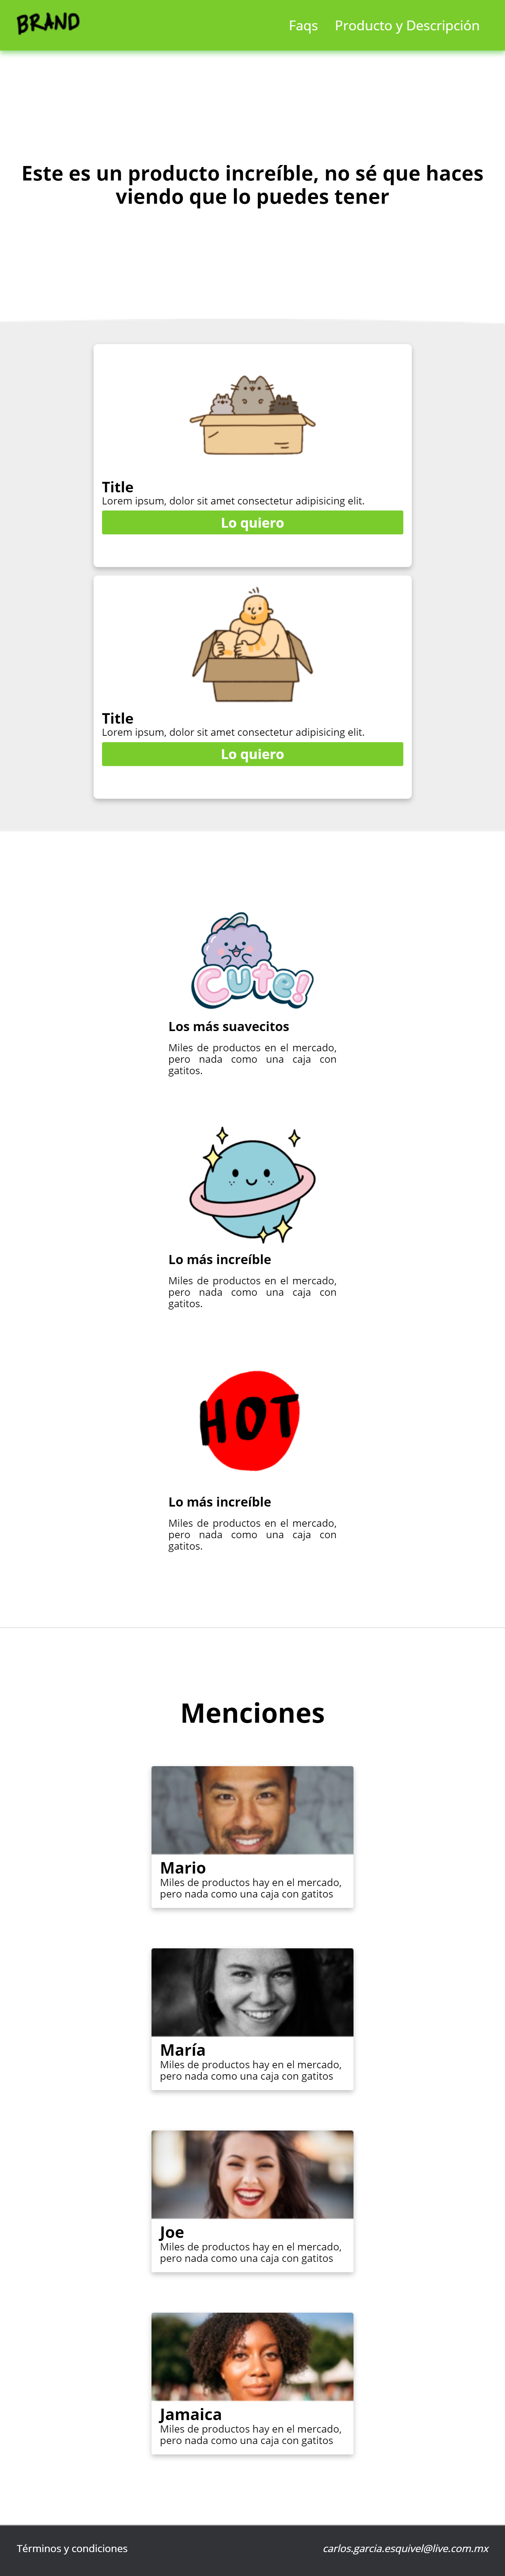 BRAND
Faqs Producto y Descripción
Este es un producto increíble, no sé que haces
viendo que lo puedes tener
Title
Lorem ipsum, dolor sit amet consectetur adipisicing elit.
Lo quiero
Title
Lorem ipsum, dolor sit amet consectetur adipisicing elit.
Lo quiero
Cute!
Los más suavecitos
Miles de productos en el mercado,
pero nada como una caja con
gatitos.
Lo más increíble
Miles de productos en el mercado,
pero nada como una caja con
gatitos.
HOT
Lo más increíble
Miles de productos en el mercado,
pero nada como una caja con
gatitos.
Menciones
Mario
Miles de productos hay en el mercado,
pero nada como una caja con gatitos
María
Miles de productos hay en el mercado,
pero nada como una caja con gatitos
Joe
Miles de productos hay en el mercado,
pero nada como una caja con gatitos
Jamaica
Miles de productos hay en el mercado,
pero nada como una caja con gatitos
Términos y condiciones
carlos.garcia.esquivel@live.com.mx